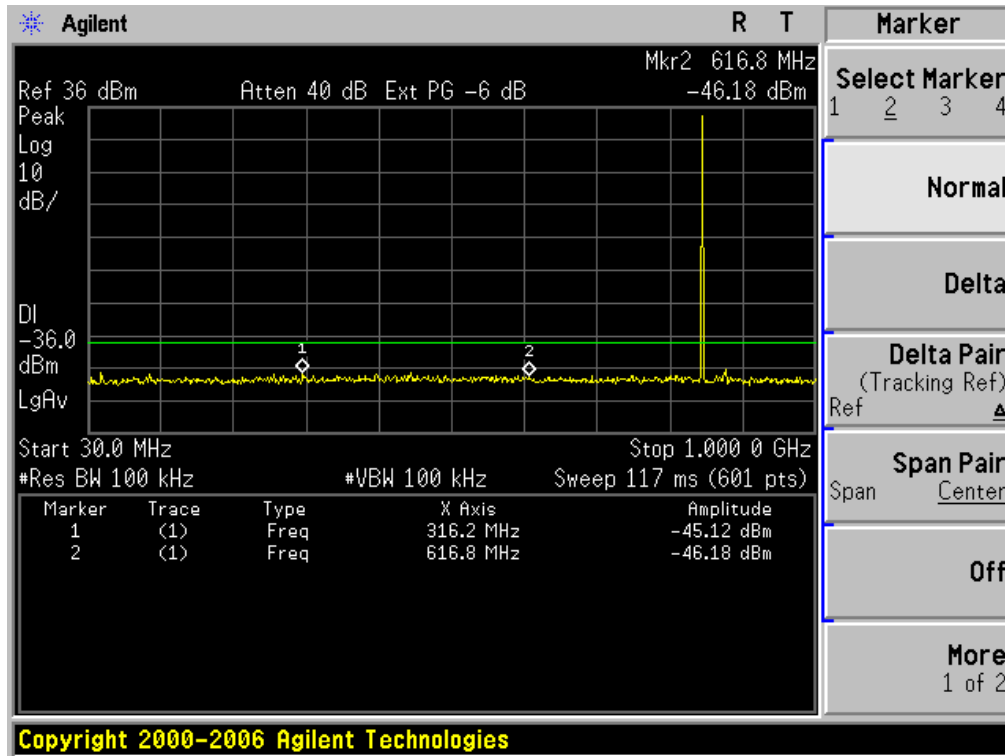 Agilent R T
Mkr2 616.8 MHz
Ref 36 dBm Atten 40 dB Ext PG -6 dB -46.18 dBm
Peak
Log
10
dB/
DI
-36.0
dBm
LgAv
1
2
Start 30.0 MHz Stop 1.000 0 GHz
#Res BW 100 kHz #VBW 100 kHz Sweep 117 ms (601 pts)
Marker Trace Type X Axis Amplitude
1 (1) Freq 316.2 MHz -45.12 dBm
2 (1) Freq 616.8 MHz -46.18 dBm
Marker
Select Marker
1 2 3 4
Normal
Delta
Delta Pair
(Tracking Ref)
Ref Δ
Span Pair
Span Center
Off
More
1 of 2
Copyright 2000-2006 Agilent Technologies